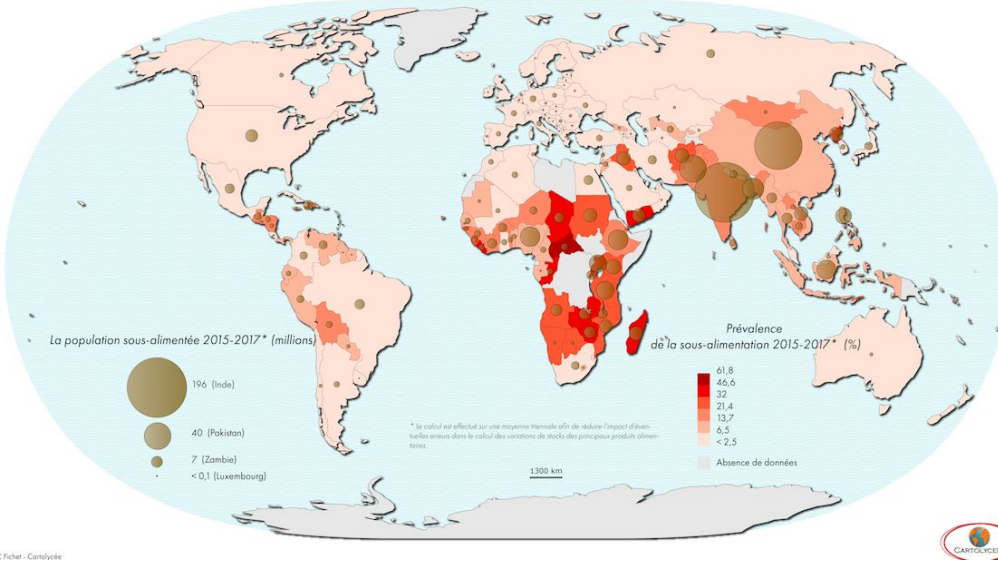 La population sous-alimentée 2015-2017* (millions)
196 (Inde)
40 (Pakistan)
7 (Zambie)
< 0,1 (Luxembourg)
* Le calcul est effectué sur une moyenne triennale afin de réduire l'impact d'éven-
tuelles erreurs dans le calcul des variations de stocks des principaux produits alimen-
taires.
1300 km
Prévalence
de la sous-alimentation 2015-2017* (%)
61,8
46,6
32
21,4
13,7
6,5
< 2,5
Absence de données
C Fichet - Cartolycée
CARTOLYCÉE